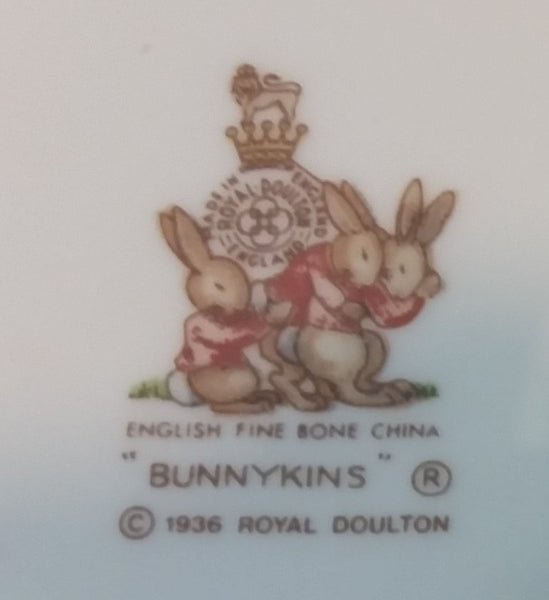 MADE IN ENGLAND
ROYAL DOULTON
ENGLAND
ENGLISH FINE BONE CHINA
"BUNNYKINS" ®
© 1936 ROYAL DOULTON